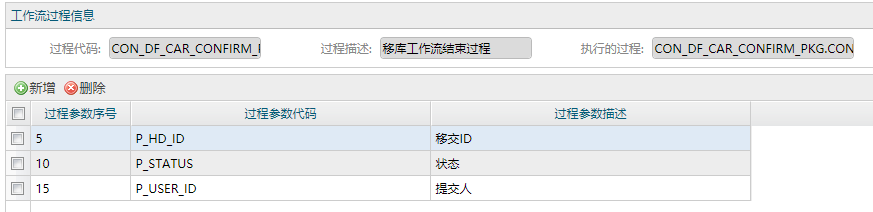 工作流过程信息
过程代码: CON_DF_CAR_CONFIRM_ 过程描述: 移库工作流结束过程 执行的过程: CON_DF_CAR_CONFIRM_PKG.CON
新增 删除
过程参数序号 过程参数代码 过程参数描述
5 P_HD_ID 移交ID
10 P_STATUS 状态
15 P_USER_ID 提交人